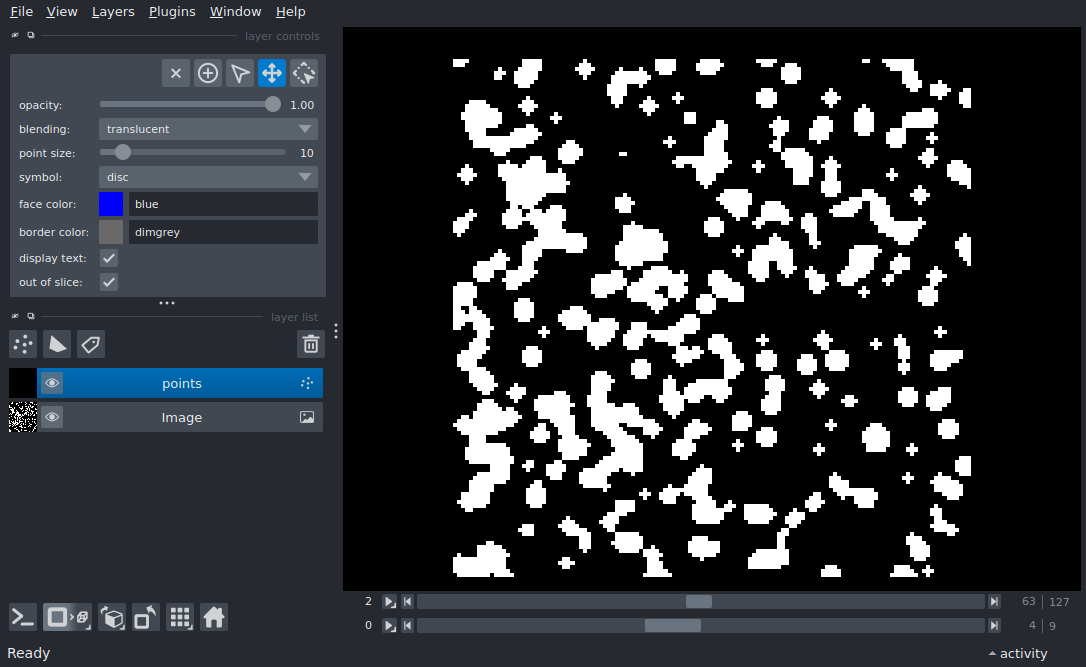 File View Layers Plugins Window Help
layer controls
opacity: 1.00
blending: translucent
point size: 10
symbol: disc
face color: blue
border color: dimgrey
display text:
out of slice:
layer list
points
Image
2 63 127
0 4 9
Ready activity